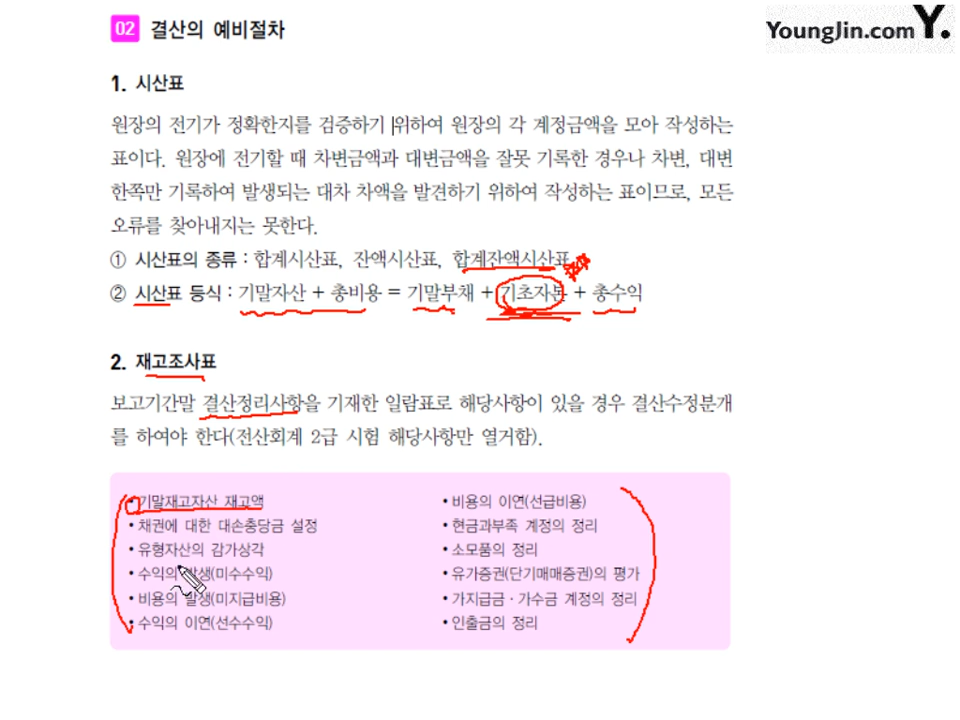 02 결산의 예비절차
YoungJin.com Y.
1. 시산표
원장의 전기가 정확한지를 검증하기 위하여 원장의 각 계정금액을 모아 작성하는
표이다. 원장에 전기할 때 차변금액과 대변금액을 잘못 기록한 경우나 차변, 대변
한쪽만 기록하여 발생되는 대차 차액을 발견하기 위하여 작성하는 표이므로, 모든
오류를 찾아내지는 못한다.
① 시산표의 종류 : 합계시산표, 잔액시산표, 합계잔액시산표
② 시산표 등식 : 기말자산 + 총비용 = 기말부채 + 기초자본 + 총수익
2. 재고조사표
보고기간말 결산정리사항을 기재한 일람표로 해당사항이 있을 경우 결산수정분개
를 하여야 한다(전산회계 2급 시험 해당사항만 열거함).
• 기말재고자산 재고액
• 채권에 대한 대손충당금 설정
• 유형자산의 감가상각
• 수익의 발생(미수수익)
• 비용의 발생(미지급비용)
• 수익의 이연(선수수익)
• 비용의 이연(선급비용)
• 현금과부족 계정의 정리
• 소모품의 정리
• 유가증권(단기매매증권)의 평가
• 가지급금 · 가수금 계정의 정리
• 인출금의 정리